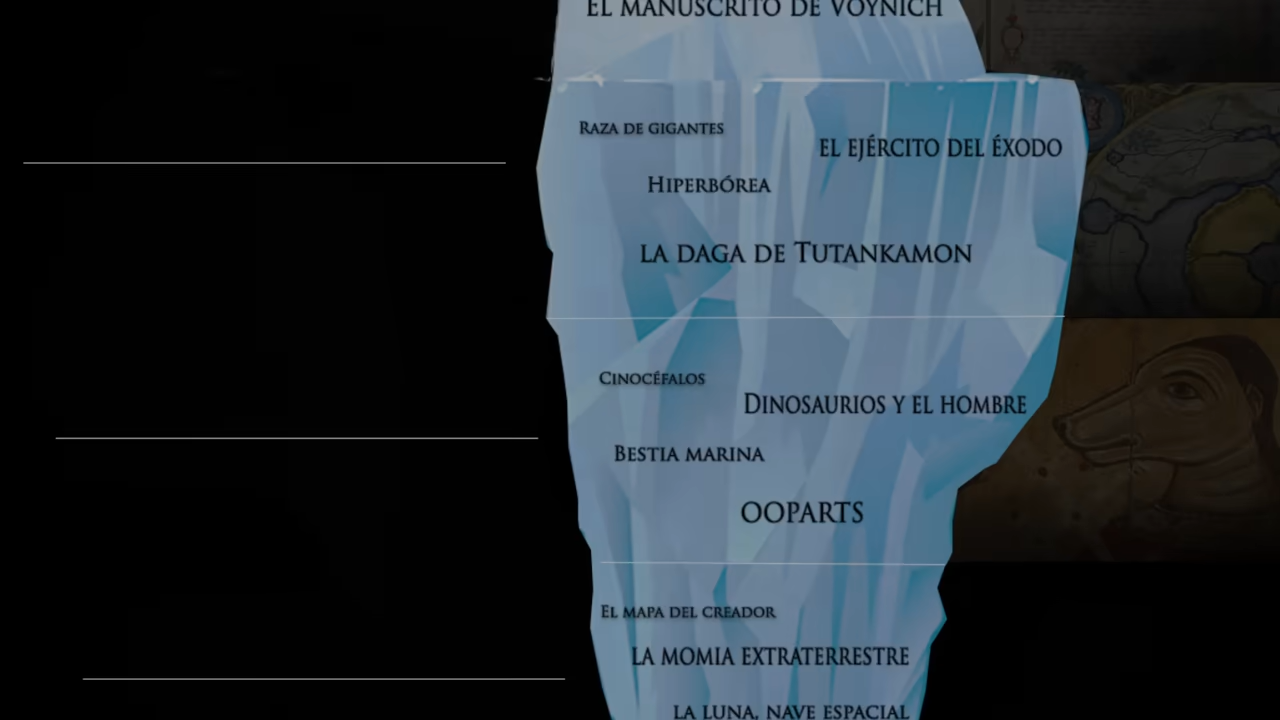 EL MANUSCRITO DE VOYNICH
RAZA DE GIGANTES
EL EJÉRCITO DEL ÉXODO
HIPERBÓREA
LA DAGA DE TUTANKAMON
CINOCÉFALOS
DINOSAURIOS Y EL HOMBRE
BESTIA MARINA
OOPARTS
EL MAPA DEL CREADOR
LA MOMIA EXTRATERRESTRE
LA LUNA, NAVE ESPACIAL